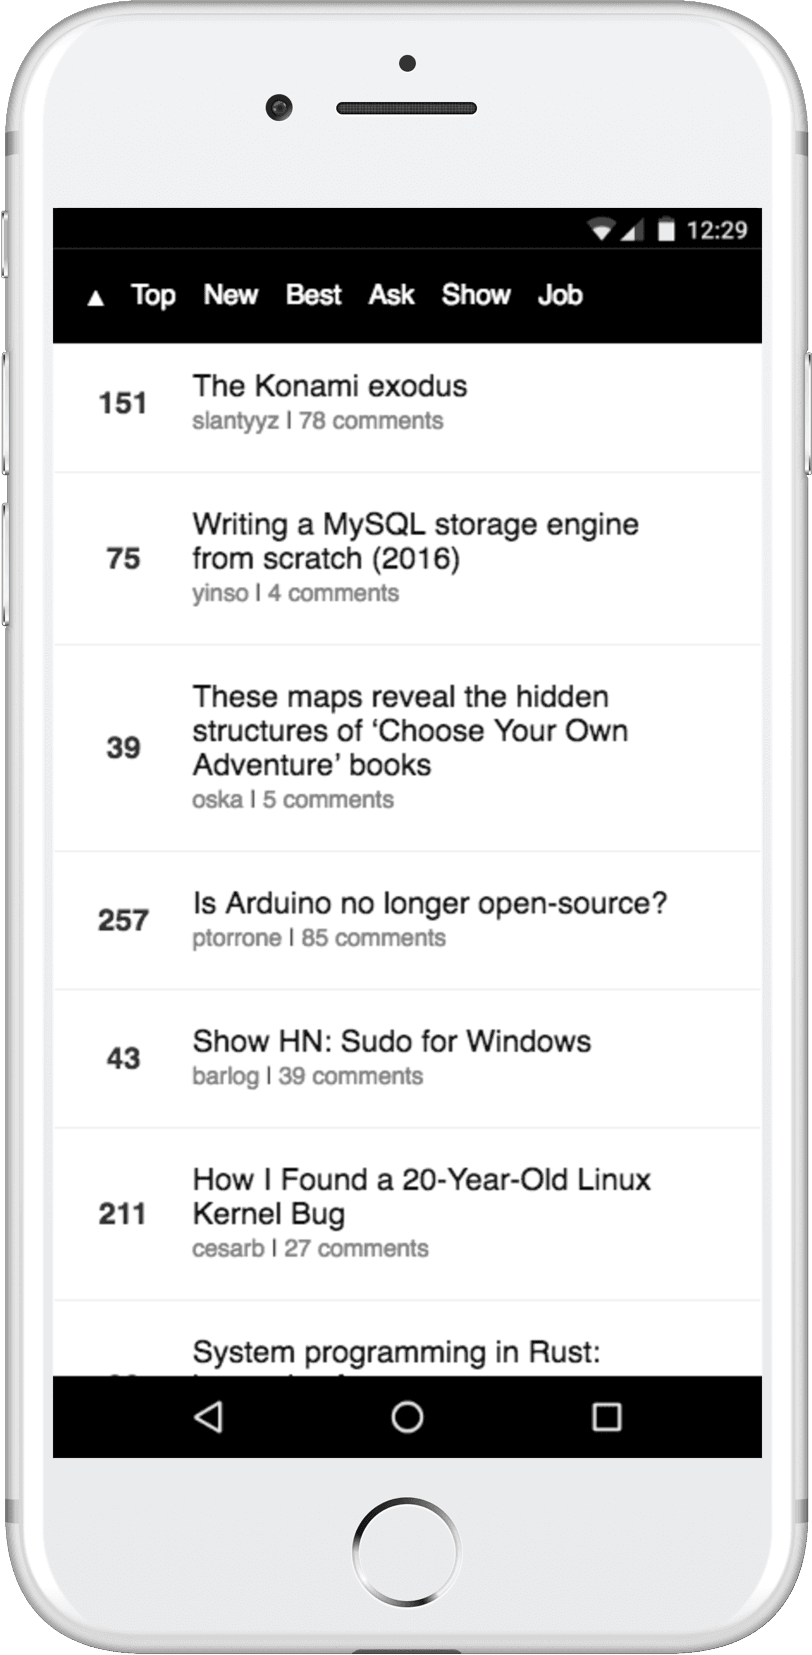 12:29
▲ Top New Best Ask Show Job
151
The Konami exodus
slantyyz | 78 comments
75
Writing a MySQL storage engine
from scratch (2016)
yinso | 4 comments
39
These maps reveal the hidden
structures of ‘Choose Your Own
Adventure’ books
oska | 5 comments
257
Is Arduino no longer open-source?
ptorrone | 85 comments
43
Show HN: Sudo for Windows
barlog | 39 comments
211
How I Found a 20-Year-Old Linux
Kernel Bug
cesarb | 27 comments
System programming in Rust: